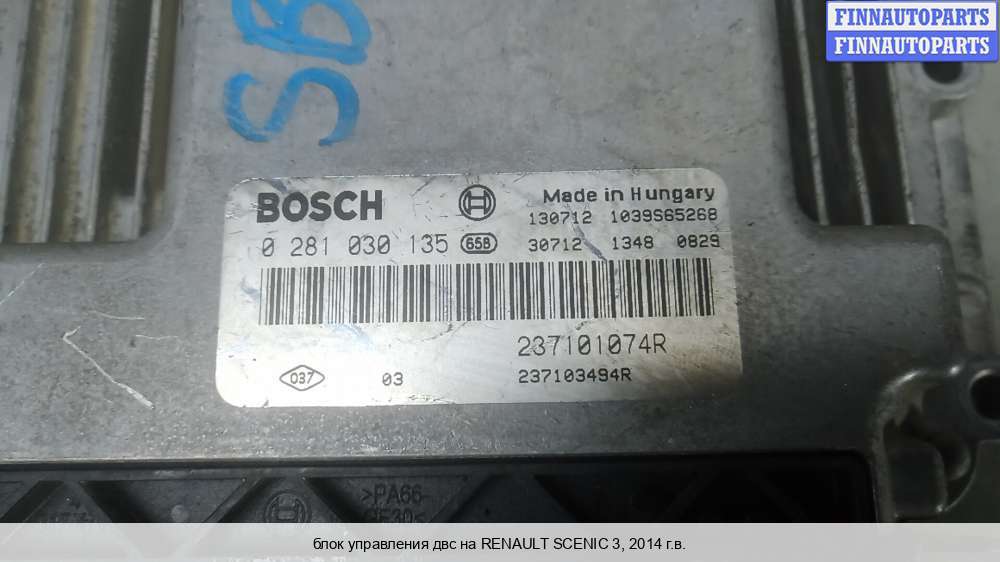 FINNAUTOPARTS
FINNAUTOPARTS
SB
BOSCH
Made in Hungary
130712 1039S65268
0 281 030 135 658
30712 1348 0829
237101074R
037 03 237103494R
>PA66-
GF30<
блок управления двс на RENAULT SCENIC 3, 2014 г.в.